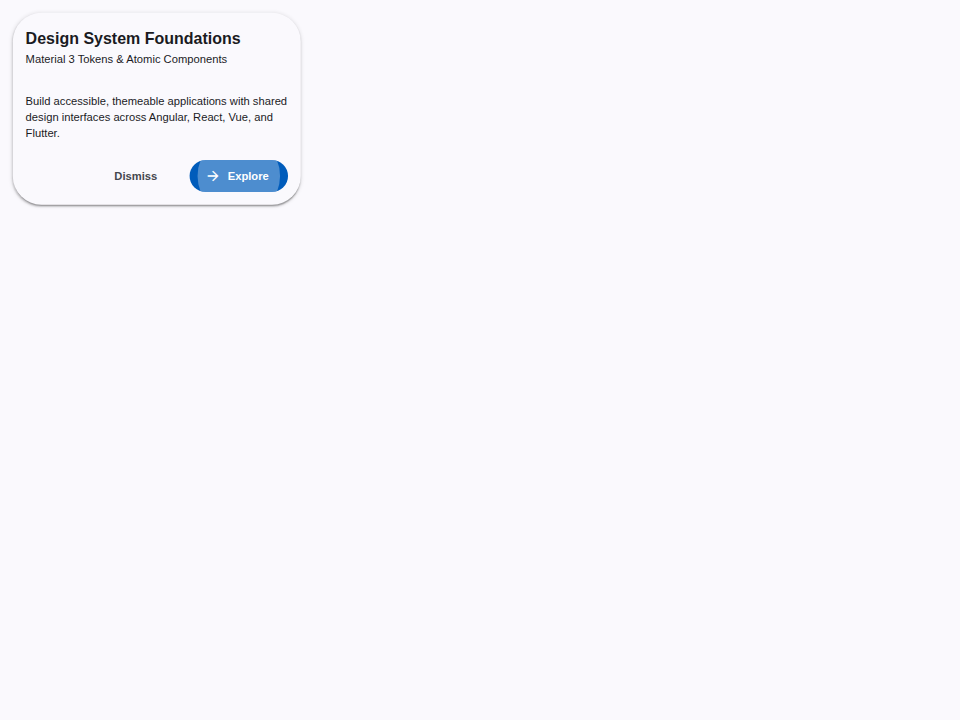 Design System Foundations
Material 3 Tokens & Atomic Components
Build accessible, themeable applications with shared
design interfaces across Angular, React, Vue, and
Flutter.
Dismiss
Explore